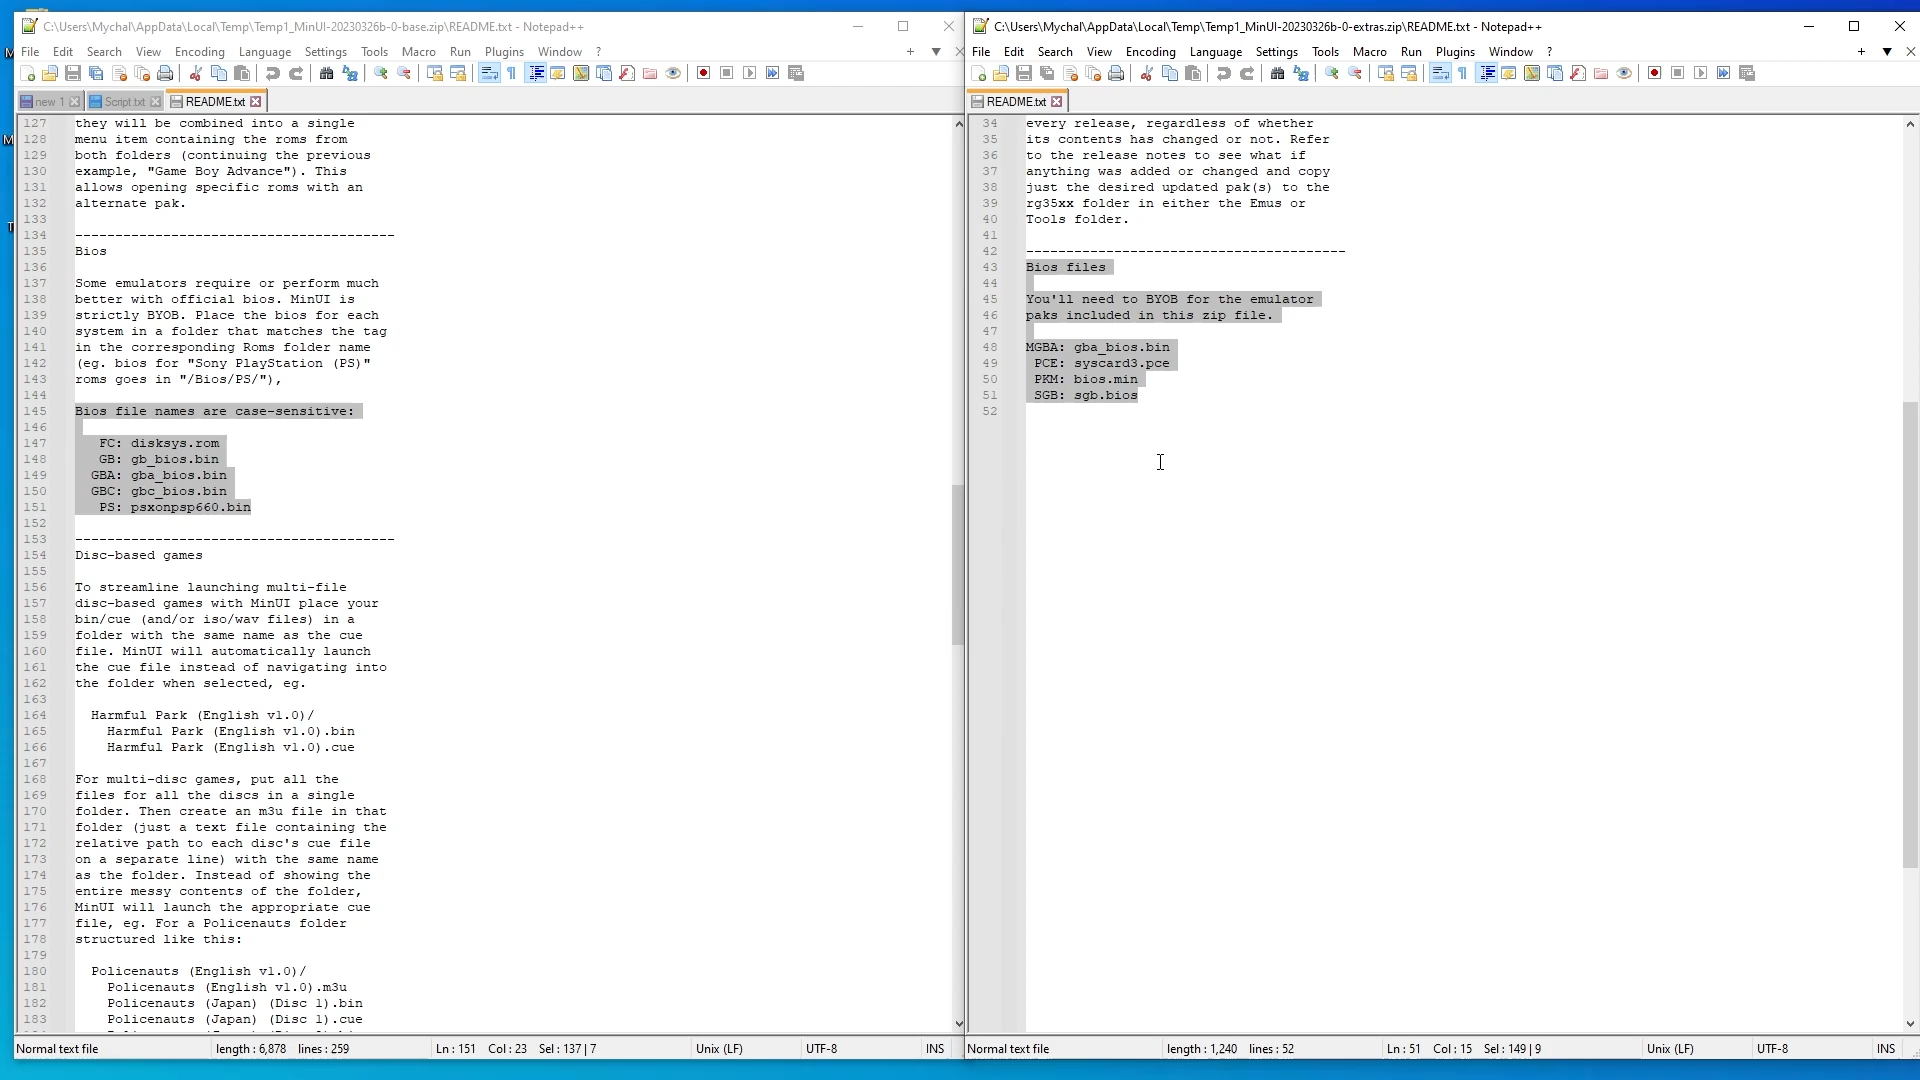 C:\Users\Mychal\AppData\Local\Temp\Temp1_MinUI-20230326b-0-base.zip\README.txt - Notepad++
File Edit Search View Encoding Language Settings Tools Macro Run Plugins Window ?
new 1 Script.txt README.txt
127 they will be combined into a single
128 menu item containing the roms from
129 both folders (continuing the previous
130 example, "Game Boy Advance"). This
131 allows opening specific roms with an
132 alternate pak.
133
134 ----------------------------------------
135 Bios
136
137 Some emulators require or perform much
138 better with official bios. MinUI is
139 strictly BYOB. Place the bios for each
140 system in a folder that matches the tag
141 in the corresponding Roms folder name
142 (eg. bios for "Sony PlayStation (PS)"
143 roms goes in "/Bios/PS/"),
144
145 Bios file names are case-sensitive:
146
147 FC: disksys.rom
148 GB: gb_bios.bin
149 GBA: gba_bios.bin
150 GBC: gbc_bios.bin
151 PS: psxonpsp660.bin
152
153 ----------------------------------------
154 Disc-based games
155
156 To streamline launching multi-file
157 disc-based games with MinUI place your
158 bin/cue (and/or iso/wav files) in a
159 folder with the same name as the cue
160 file. MinUI will automatically launch
161 the cue file instead of navigating into
162 the folder when selected, eg.
163
164 Harmful Park (English v1.0)/
165 Harmful Park (English v1.0).bin
166 Harmful Park (English v1.0).cue
167
168 For multi-disc games, put all the
169 files for all the discs in a single
170 folder. Then create an m3u file in that
171 folder (just a text file containing the
172 relative path to each disc's cue file
173 on a separate line) with the same name
174 as the folder. Instead of showing the
175 entire messy contents of the folder,
176 MinUI will launch the appropriate cue
177 file, eg. For a Policenauts folder
178 structured like this:
179
180 Policenauts (English v1.0)/
181 Policenauts (English v1.0).m3u
182 Policenauts (Japan) (Disc 1).bin
183 Policenauts (Japan) (Disc 1).cue
Normal text file length : 6,878 lines : 259 Ln : 151 Col : 23 Sel : 137 | 7 Unix (LF) UTF-8 INS
C:\Users\Mychal\AppData\Local\Temp\Temp1_MinUI-20230326b-0-extras.zip\README.txt - Notepad++
File Edit Search View Encoding Language Settings Tools Macro Run Plugins Window ?
README.txt
34 every release, regardless of whether
35 its contents has changed or not. Refer
36 to the release notes to see what if
37 anything was added or changed and copy
38 just the desired updated pak(s) to the
39 rg35xx folder in either the Emus or
40 Tools folder.
41
42 ----------------------------------------
43 Bios files
44
45 You'll need to BYOB for the emulator
46 paks included in this zip file.
47
48 MGBA: gba_bios.bin
49 PCE: syscard3.pce
50 PKM: bios.min
51 SGB: sgb.bios
52
Normal text file length : 1,240 lines : 52 Ln : 51 Col : 15 Sel : 149 | 9 Unix (LF) UTF-8 INS